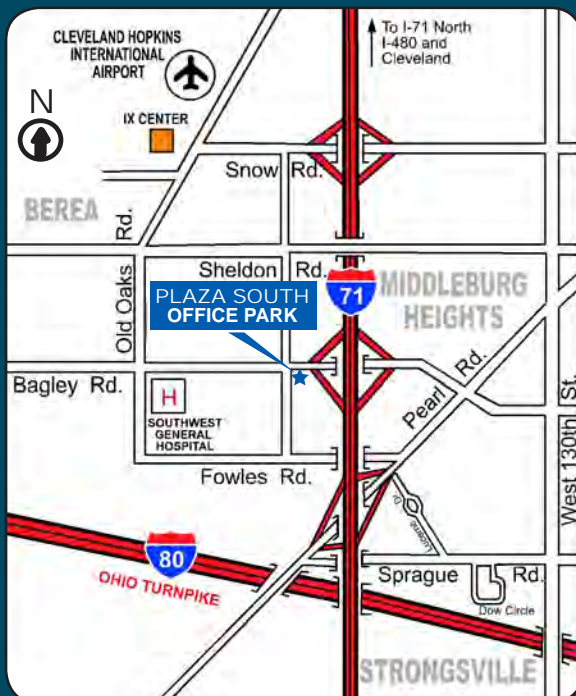 CLEVELAND HOPKINS
INTERNATIONAL
AIRPORT
To I-71 North
I-480 and
Cleveland
N
IX CENTER
Snow Rd.
BEREA
Old Oaks Rd.
Sheldon Rd.
71
MIDDLEBURG
HEIGHTS
PLAZA SOUTH
OFFICE PARK
Bagley Rd.
H
SOUTHWEST
GENERAL
HOSPITAL
Pearl Rd.
West 130th St.
Fowles Rd.
Lucerne Dr.
80
OHIO TURNPIKE
Sprague Rd.
Dow Circle
STRONGSVILLE